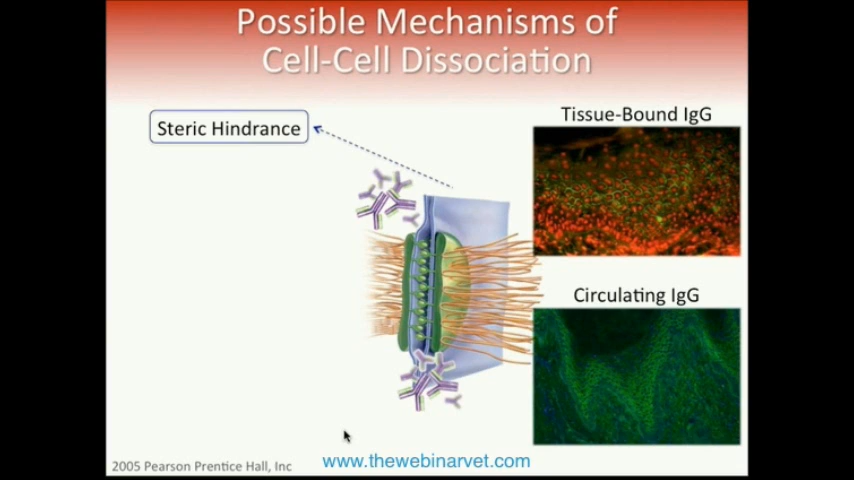 Possible Mechanisms of
Cell-Cell Dissociation
Steric Hindrance
Tissue-Bound IgG
Circulating IgG
2005 Pearson Prentice Hall, Inc
www.thewebinarvet.com